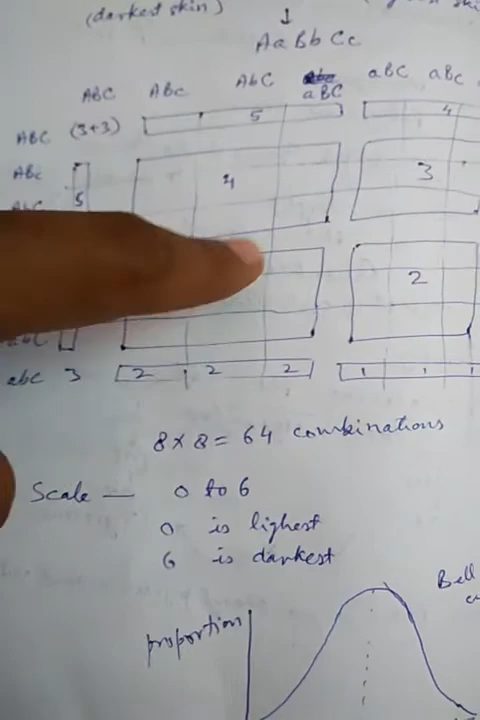 (darkest skin)
↓
AaBbCc
ABC ABc AbC aBC aBc
aBC
ABC (3+3) 5 4
ABc 4 3
5
2
abC
abc 3 2 2 2 1 1 1
8 x 8 = 64 combinations
Scale — 0 to 6
0 is lighest
6 is darkest
Bell
proportion